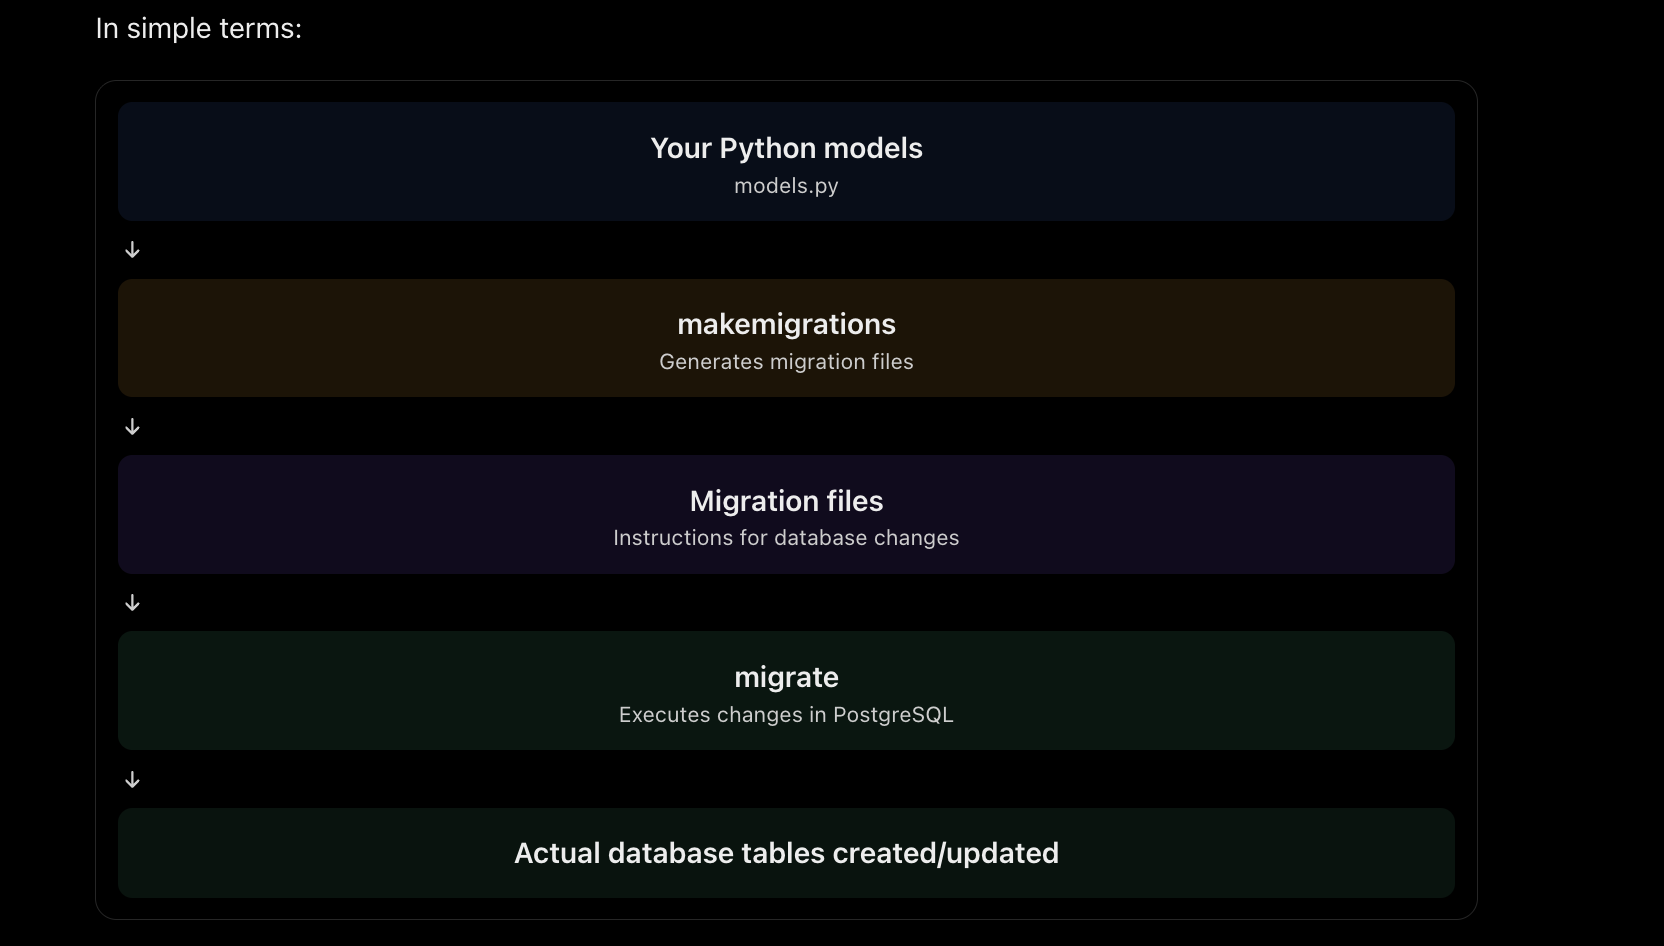 In simple terms:
Your Python models
models.py
↓
makemigrations
Generates migration files
↓
Migration files
Instructions for database changes
↓
migrate
Executes changes in PostgreSQL
↓
Actual database tables created/updated